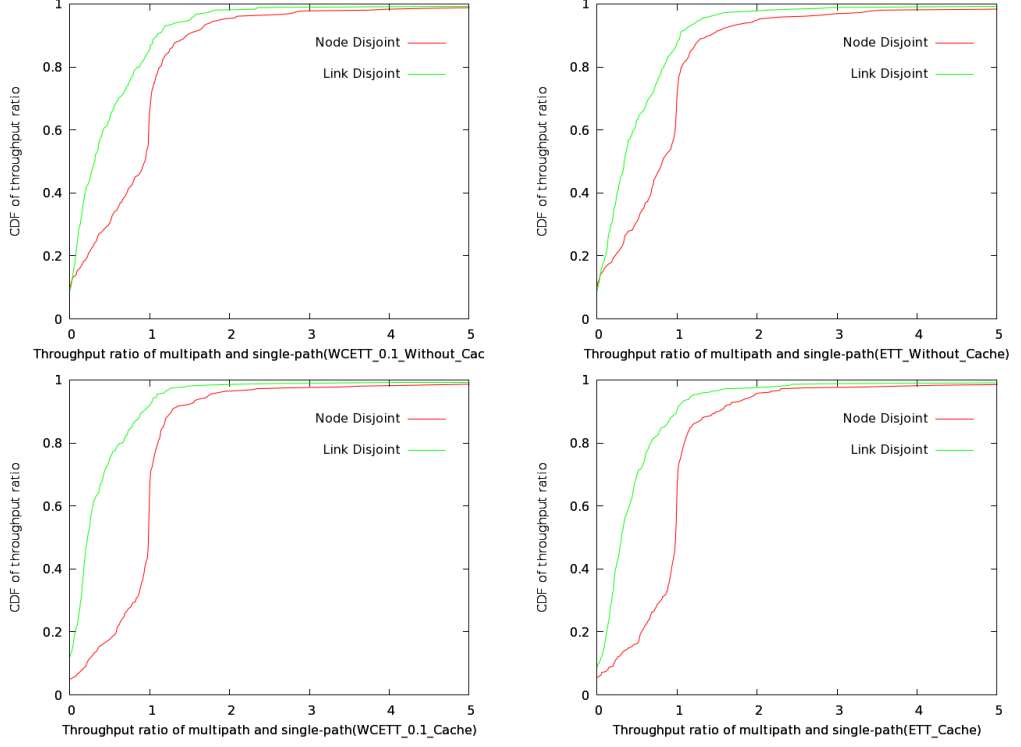 1
0.8
0.6
0.4
0.2
0
0 1 2 3 4 5
CDF of throughput ratio
Node Disjoint
Link Disjoint
Throughput ratio of multipath and single-path(WCETT_0.1_Without_Cac
1
0.8
0.6
0.4
0.2
0
0 1 2 3 4 5
CDF of throughput ratio
Node Disjoint
Link Disjoint
Throughput ratio of multipath and single-path(ETT_Without_Cache)
1
0.8
0.6
0.4
0.2
0
0 1 2 3 4 5
CDF of throughput ratio
Node Disjoint
Link Disjoint
Throughput ratio of multipath and single-path(WCETT_0.1_Cache)
1
0.8
0.6
0.4
0.2
0
0 1 2 3 4 5
CDF of throughput ratio
Node Disjoint
Link Disjoint
Throughput ratio of multipath and single-path(ETT_Cache)